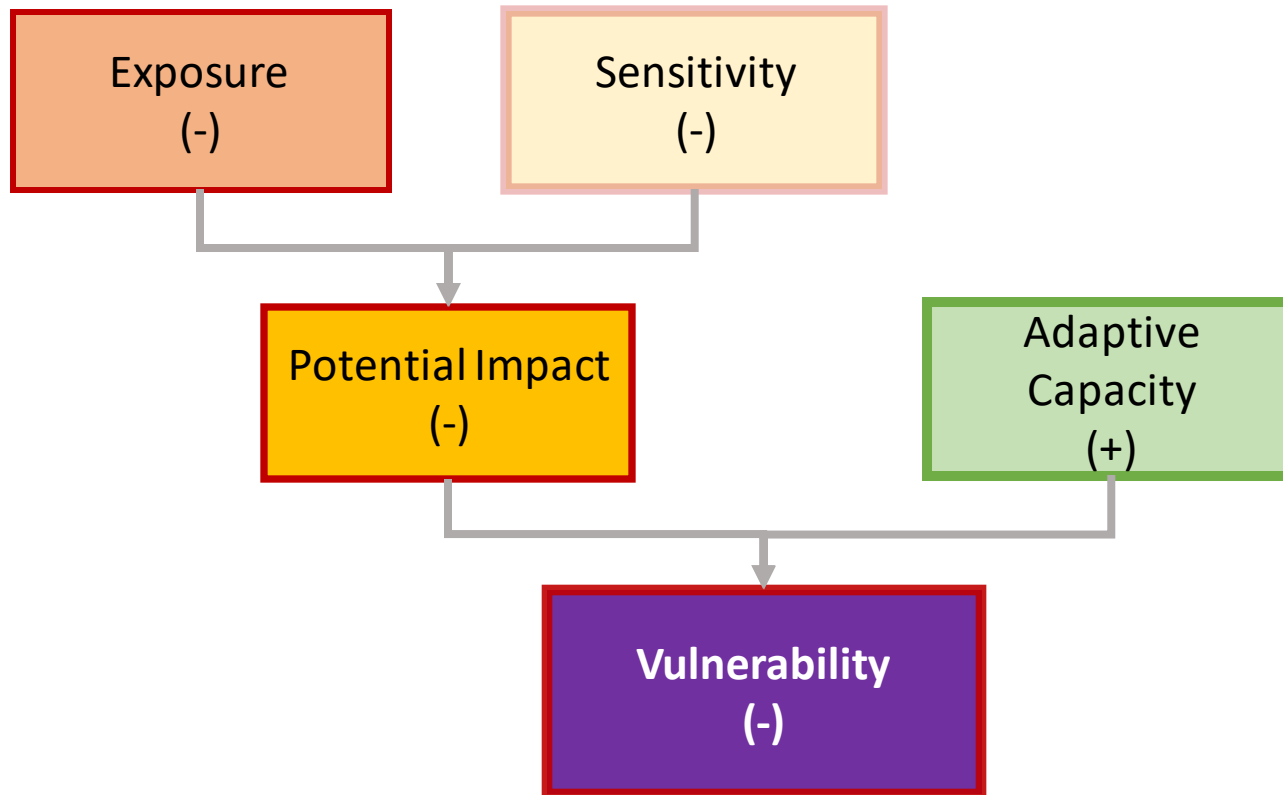 Exposure
(-)
Sensitivity
(-)
Potential Impact
(-)
Adaptive
Capacity
(+)
Vulnerability
(-)